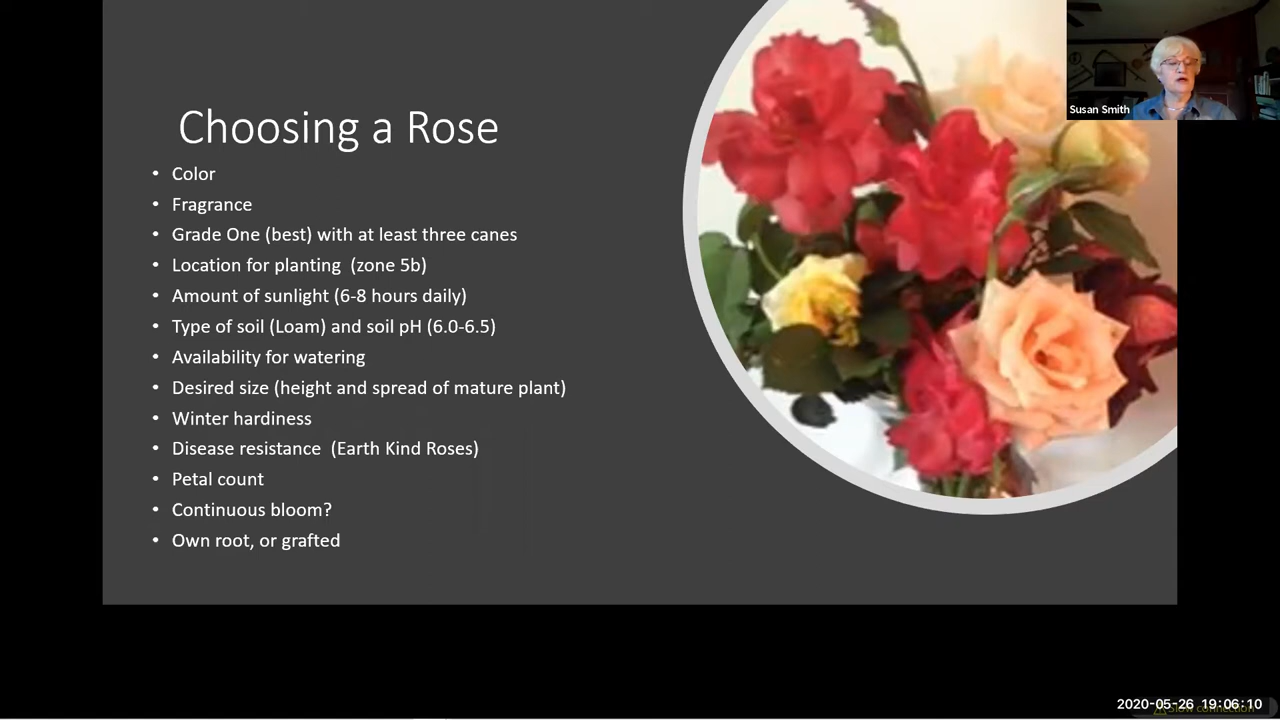 Choosing a Rose
• Color
• Fragrance
• Grade One (best) with at least three canes
• Location for planting  (zone 5b)
• Amount of sunlight (6-8 hours daily)
• Type of soil (Loam) and soil pH (6.0-6.5)
• Availability for watering
• Desired size (height and spread of mature plant)
• Winter hardiness
• Disease resistance  (Earth Kind Roses)
• Petal count
• Continuous bloom?
• Own root, or grafted
Susan Smith
2020-05-26 19:06:10
Slow connection